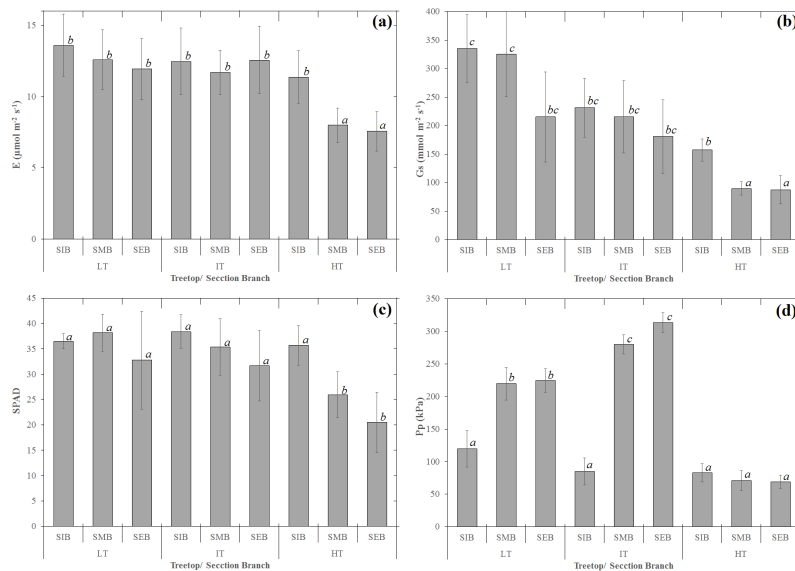 (a)
15
b b b b b b b
10
a a
5
0
E (µmol m-2 s-1)
SIB SMB SEB SIB SMB SEB SIB SMB SEB
LT IT HT
Treetop/ Secction Branch
(b)
400
350
300
250
200
150
100
50
0
c c bc bc bc bc b a a
Gs (mmol m-2 s-1)
SIB SMB SEB SIB SMB SEB SIB SMB SEB
LT IT HT
Treetop/ Secction Branch
(c)
45
40
35
30
25
20
15
10
5
0
a a a a a a a b b
SPAD
SIB SMB SEB SIB SMB SEB SIB SMB SEB
LT IT HT
Treetop/ Secction Branch
(d)
350
300
250
200
150
100
50
0
a b b a c c a a a
Pp (kPa)
SIB SMB SEB SIB SMB SEB SIB SMB SEB
LT IT HT
Treetop/ Secction Branch